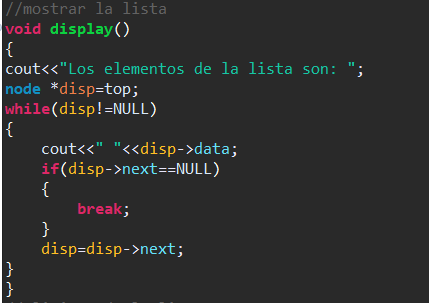 //mostrar la lista
void display()
{
cout<<"Los elementos de la lista son: ";
node *disp=top;
while(disp!=NULL)
{
    cout<<" "<<disp->data;
    if(disp->next==NULL)
    {
        break;
    }
    disp=disp->next;
}
}